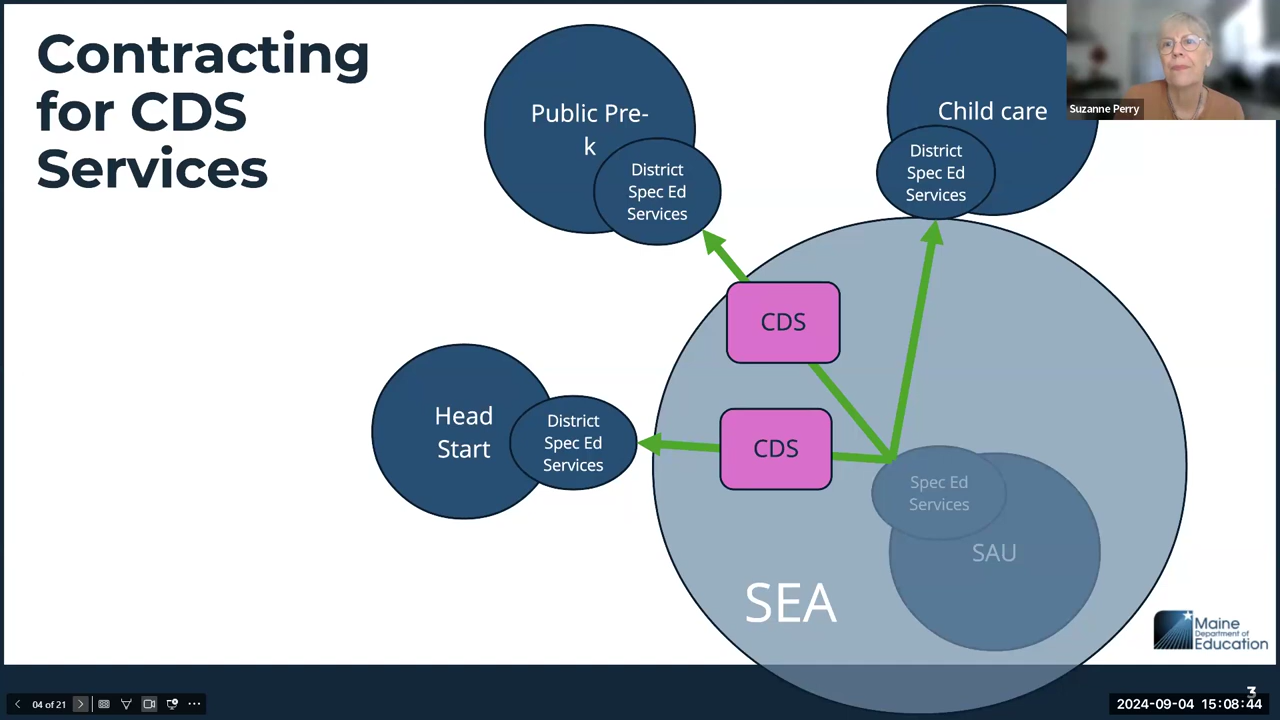 Contracting
for CDS
Services
Public Pre-
k
District
Spec Ed
Services
Child care
District
Spec Ed
Services
Suzanne Perry
CDS
Head
Start
District
Spec Ed
Services
CDS
Spec Ed
Services
SAU
SEA
Maine
Department of
Education
3
04 of 21
2024-09-04 15:08:44